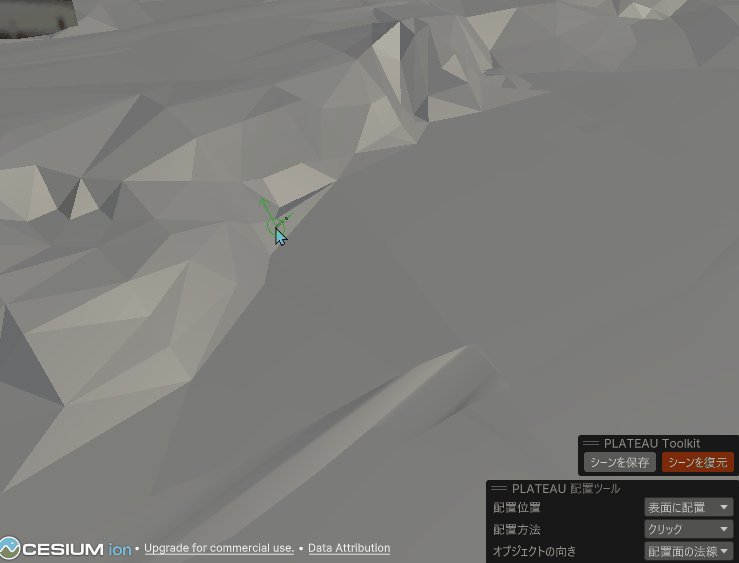 PLATEAU Toolkit
シーンを保存 シーンを復元
PLATEAU 配置ツール
配置位置 表面に配置
配置方法 クリック
オブジェクトの向き 配置面の法線
CESIUM ion • Upgrade for commercial use. • Data Attribution